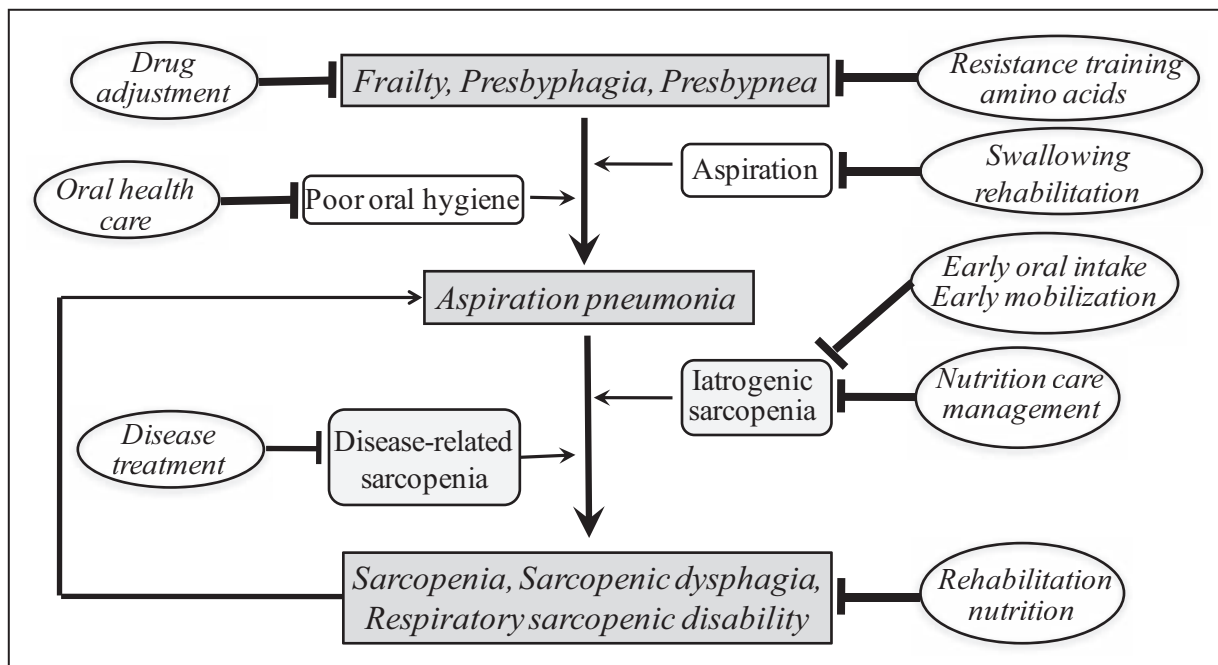 Drug
adjustment
Frailty, Presbyphagia, Presbypnea
Resistance training
amino acids
Oral health
care
Poor oral hygiene
Aspiration
Swallowing
rehabilitation
Aspiration pneumonia
Early oral intake
Early mobilization
Iatrogenic
sarcopenia
Nutrition care
management
Disease
treatment
Disease-related
sarcopenia
Sarcopenia, Sarcopenic dysphagia,
Respiratory sarcopenic disability
Rehabilitation
nutrition